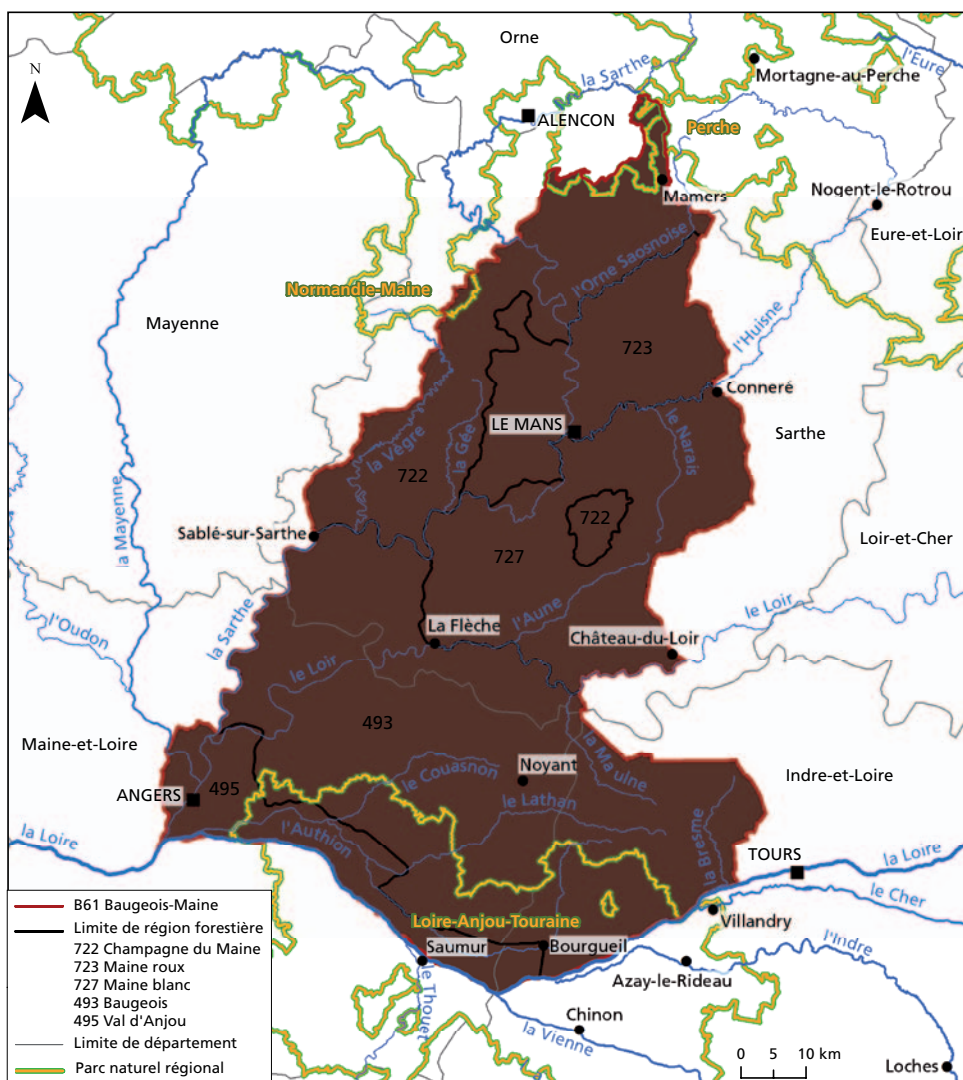 Orne
l'Eure
N
la Sarthe
Mortagne-au-Perche
ALENCON
Perche
Mamers
Nogent-le-Rotrou
Eure-et-Loir
l'Orne Saosnoise
Normandie-Maine
Mayenne
l'Huisne
723
Conneré
LE MANS
Sarthe
la Vègre
la Gée
le Narais
722
722
la Mayenne
Sablé-sur-Sarthe
Loir-et-Cher
727
l'Oudon
la Sarthe
La Flèche
l'Aune
Château-du-Loir
le Loir
le Loir
493
Maine-et-Loire
la Maulne
Noyant
Indre-et-Loire
le Couasnon
ANGERS
495
le Lathan
l'Authion
la Bresme
la Loire
TOURS
la Loire
le Cher
Villandry
Loire-Anjou-Touraine
Saumur
Bourgueil
l'Indre
le Thouet
Azay-le-Rideau
la Vienne
Chinon
Loches
B61 Baugeois-Maine
Limite de région forestière
722 Champagne du Maine
723 Maine roux
727 Maine blanc
493 Baugeois
495 Val d'Anjou
Limite de département
Parc naturel régional
0 10 km